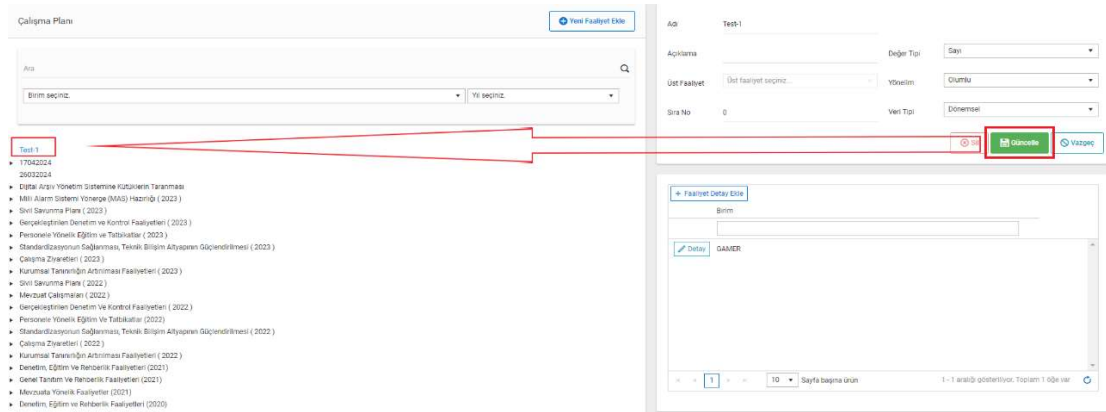 Çalışma Planı
Yeni Faaliyet Ekle
Ara
Birim seçiniz.
Yıl seçiniz.
Test-1
17042024
26032024
Dijital Arşiv Yönetim Sistemine Kütüklerin Taranması
Milli Alarm Sistemi Yönerge (MAS) Hazırlığı ( 2023 )
Sivil Savunma Planı ( 2023 )
Gerçekleştirilen Denetim ve Kontrol Faaliyetleri ( 2023 )
Personele Yönelik Eğitim ve Tatbikatlar ( 2023 )
Standardizasyonun Sağlanması, Teknik Bilişim Altyapının Güçlendirilmesi ( 2023 )
Çalışma Ziyaretleri ( 2023 )
Kurumsal Tanınırlığın Artırılması Faaliyetleri ( 2023 )
Sivil Savunma Planı ( 2022 )
Mevzuat Çalışmaları ( 2022 )
Gerçekleştirilen Denetim Ve Kontrol Faaliyetleri ( 2022 )
Personele Yönelik Eğitim Ve Tatbikatlar (2022)
Standardizasyonun Sağlanması, Teknik Bilişim Altyapının Güçlendirilmesi ( 2022 )
Çalışma Ziyaretleri ( 2022 )
Kurumsal Tanınırlığın Artırılması Faaliyetleri ( 2022 )
Denetim, Eğitim Ve Rehberlik Faaliyetleri (2021)
Genel Tanıtım Ve Rehberlik Faaliyetleri (2021)
Mevzuata Yönelik Faaliyetler (2021)
Denetim, Eğitim ve Rehberlik Faaliyetleri (2020)
Adı Test-1
Açıklama
Değer Tipi Sayı
Üst Faaliyet Üst faaliyet seçiniz...
Yönelim Olumlu
Sıra No 0
Veri Tipi Dönemsel
Güncelle
Vazgeç
+ Faaliyet Detay Ekle
Birim
Detay GAMER
1
10 Sayfa başına ürün
1 - 1 aralığı gösteriliyor. Toplam 1 öğe var